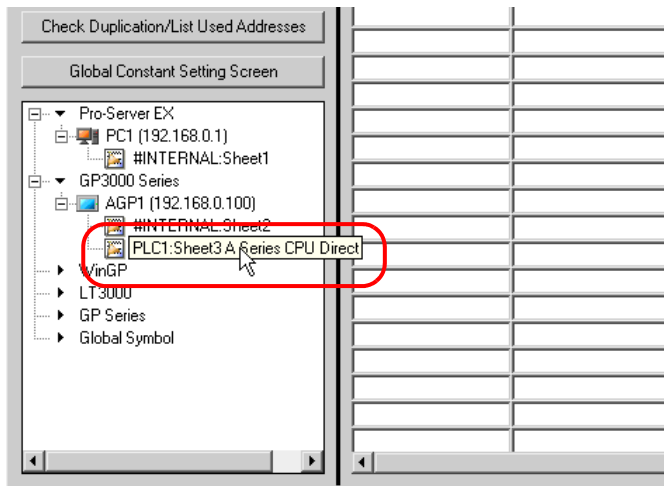 Check Duplication/List Used Addresses
Global Constant Setting Screen
Pro-Server EX
PC1 (192.168.0.1)
#INTERNAL:Sheet1
GP3000 Series
AGP1 (192.168.0.100)
#INTERNAL:Sheet2
PLC1:Sheet3 A Series CPU Direct
WinGP
LT3000
GP Series
Global Symbol